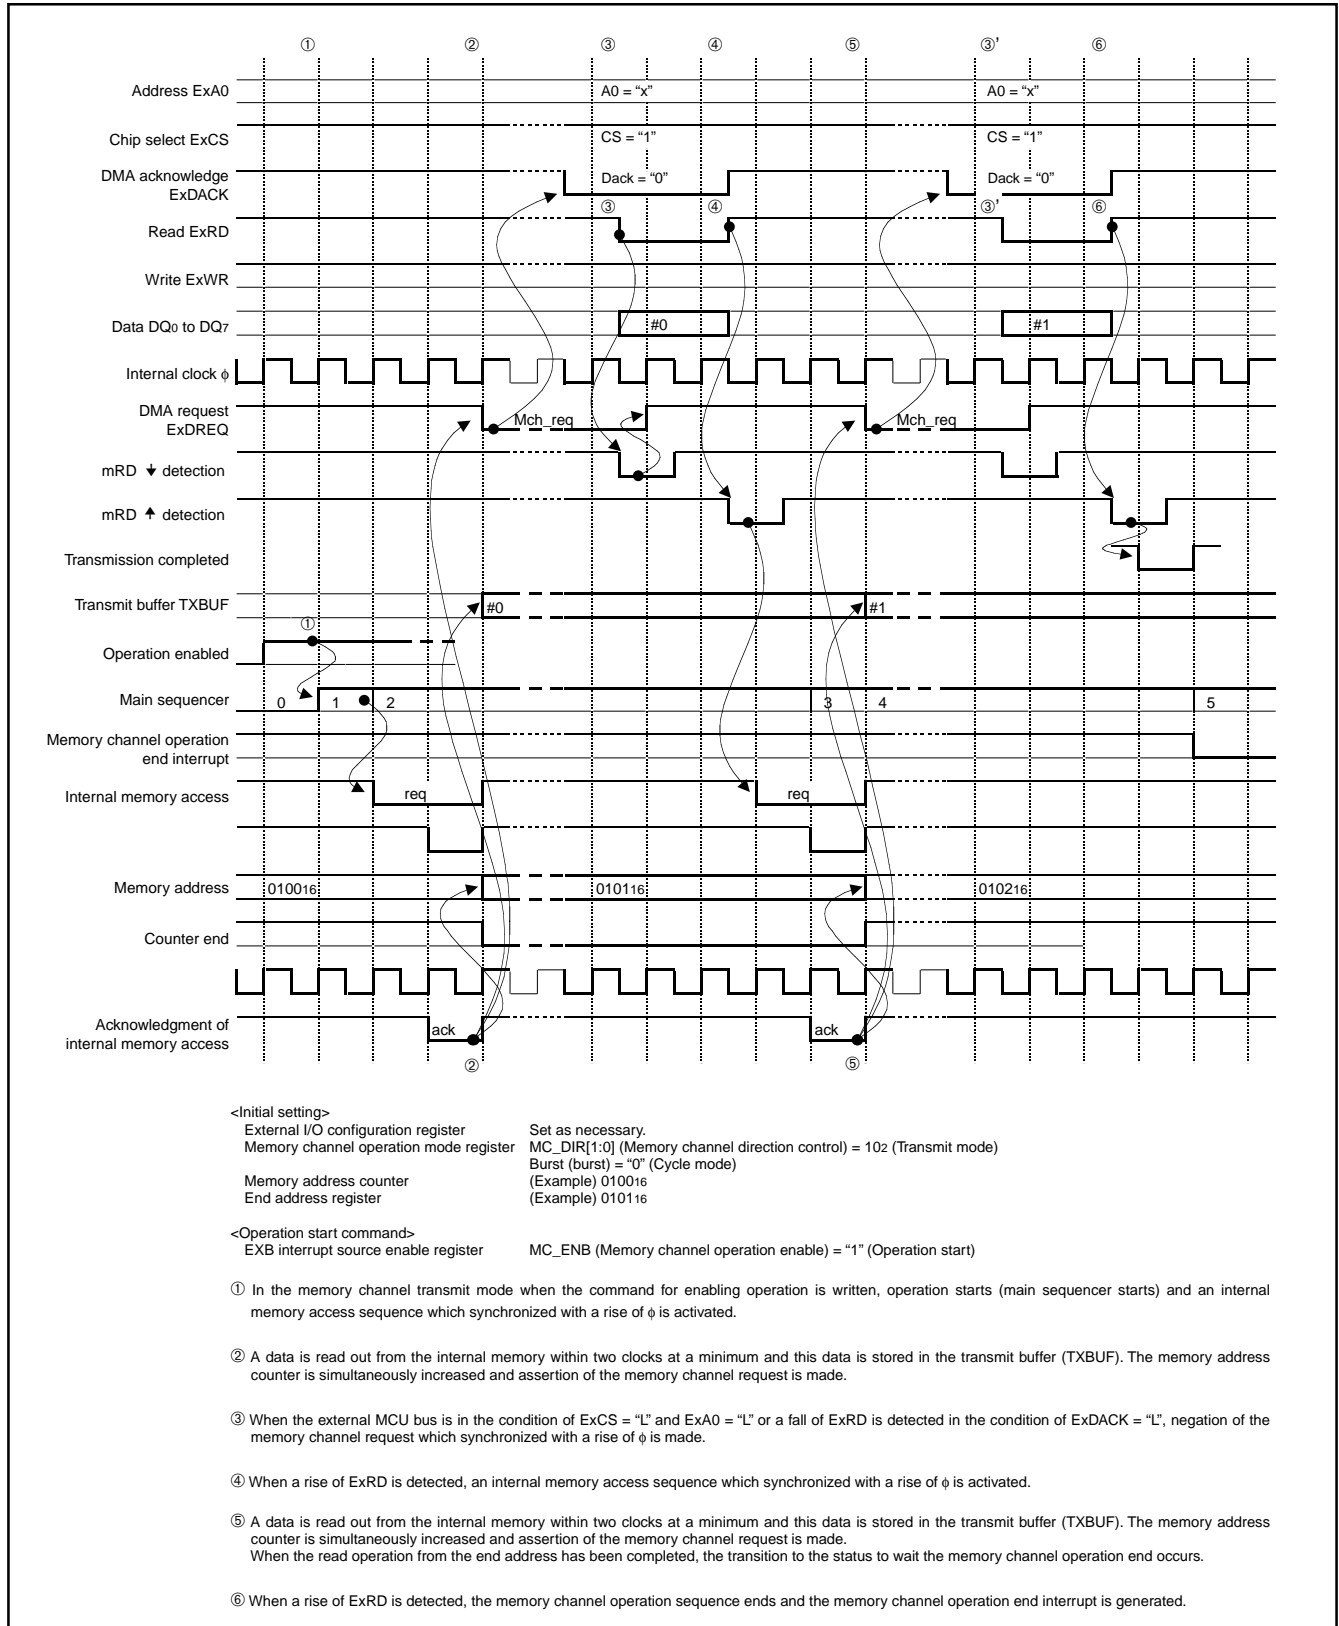 ① ② ③ ④ ⑤ ③’ ⑥
Address ExA0 A0 = “x” A0 = “x”
Chip select ExCS CS = “1” CS = “1”
DMA acknowledge
ExDACK Dack = “0” Dack = “0”
③ ④ ③’ ⑥
Read ExRD
Write ExWR
Data DQ0 to DQ7 #0 #1
Internal clock ϕ
DMA request
ExDREQ Mch_req Mch_req
mRD detection
mRD detection
Transmission completed
Transmit buffer TXBUF #0 #1
①
Operation enabled
Main sequencer 0 1 2 3 4 5
Memory channel operation
end interrupt
Internal memory access req req
Memory address 010016 010116 010216
Counter end
Acknowledgment of
internal memory access ack ack
② ⑤
<Initial setting>
External I/O configuration register Set as necessary.
Memory channel operation mode register MC_DIR[1:0] (Memory channel direction control) = 102 (Transmit mode)
Burst (burst) = “0” (Cycle mode)
Memory address counter (Example) 010016
End address register (Example) 010116
<Operation start command>
EXB interrupt source enable register MC_ENB (Memory channel operation enable) = “1” (Operation start)
① In the memory channel transmit mode when the command for enabling operation is written, operation starts (main sequencer starts) and an internal
memory access sequence which synchronized with a rise of ϕ is activated.
② A data is read out from the internal memory within two clocks at a minimum and this data is stored in the transmit buffer (TXBUF). The memory address
counter is simultaneously increased and assertion of the memory channel request is made.
③ When the external MCU bus is in the condition of ExCS = “L” and ExA0 = “L” or a fall of ExRD is detected in the condition of ExDACK = “L”, negation of the
memory channel request which synchronized with a rise of ϕ is made.
④ When a rise of ExRD is detected, an internal memory access sequence which synchronized with a rise of ϕ is activated.
⑤ A data is read out from the internal memory within two clocks at a minimum and this data is stored in the transmit buffer (TXBUF). The memory address
counter is simultaneously increased and assertion of the memory channel request is made.
When the read operation from the end address has been completed, the transition to the status to wait the memory channel operation end occurs.
⑥ When a rise of ExRD is detected, the memory channel operation sequence ends and the memory channel operation end interrupt is generated.